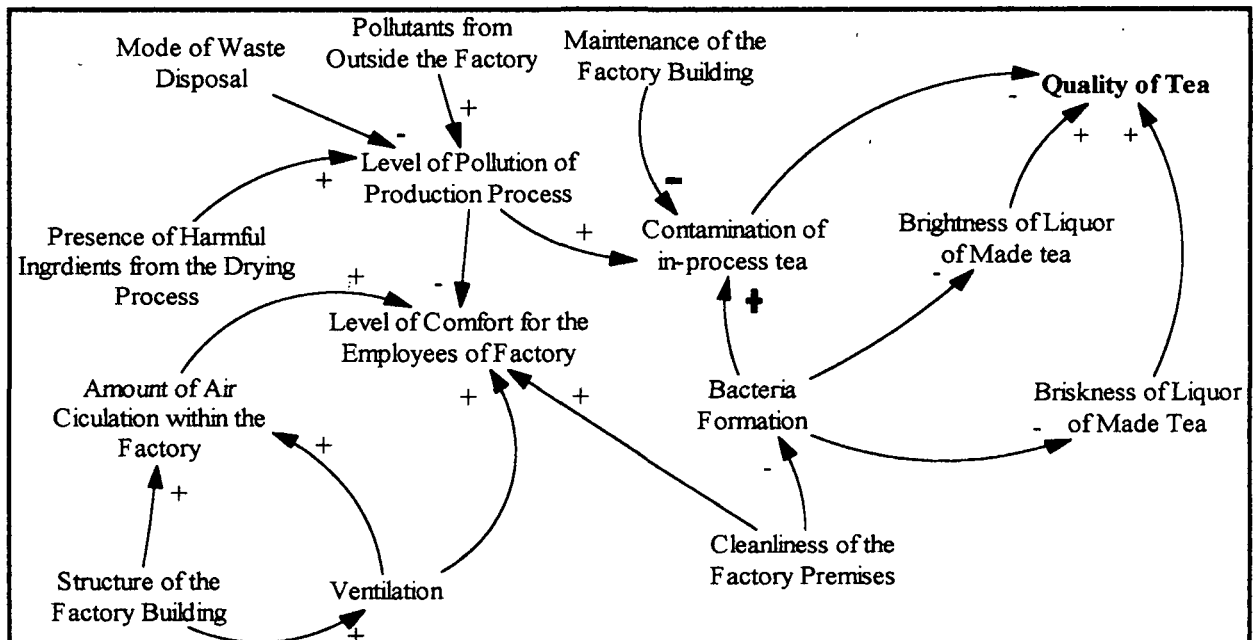 Mode of Waste
Disposal
Pollutants from
Outside the Factory
Maintenance of the
Factory Building
Quality of Tea
-
+
-
+
+
+
Level of Pollution of
Production Process
+
-
Presence of Harmful
Ingrdients from the Drying
Process
+
Contamination of
in-process tea
Brightness of Liquor
of Made tea
-
+
-
+
Level of Comfort for the
Employees of Factory
Amount of Air
Ciculation within the
Factory
+
+
Bacteria
Formation
Briskness of Liquor
of Made Tea
-
+
-
+
Cleanliness of the
Factory Premises
Structure of the
Factory Building
Ventilation
+